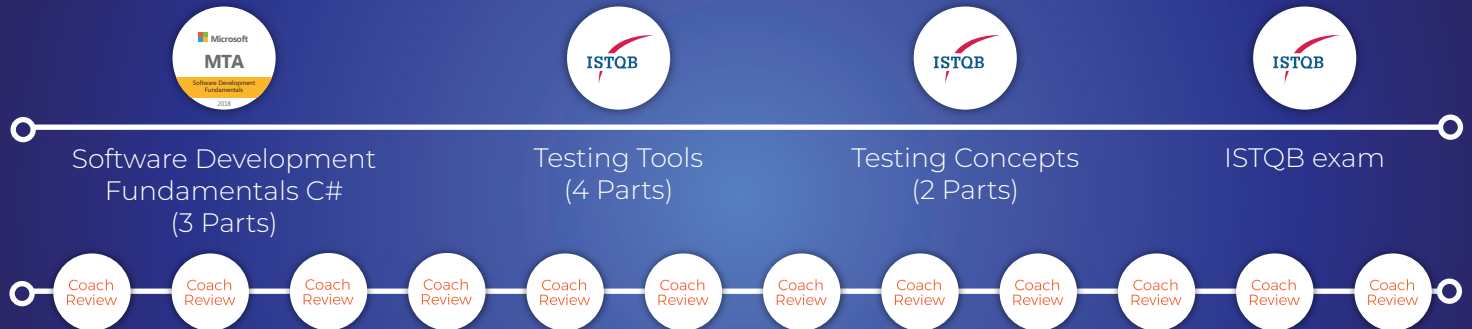 Microsoft
MTA
Software Development
Fundamentals
2018
ISTQB
ISTQB
ISTQB
Software Development
Fundamentals C#
(3 Parts)
Testing Tools
(4 Parts)
Testing Concepts
(2 Parts)
ISTQB exam
Coach
Review
Coach
Review
Coach
Review
Coach
Review
Coach
Review
Coach
Review
Coach
Review
Coach
Review
Coach
Review
Coach
Review
Coach
Review
Coach
Review